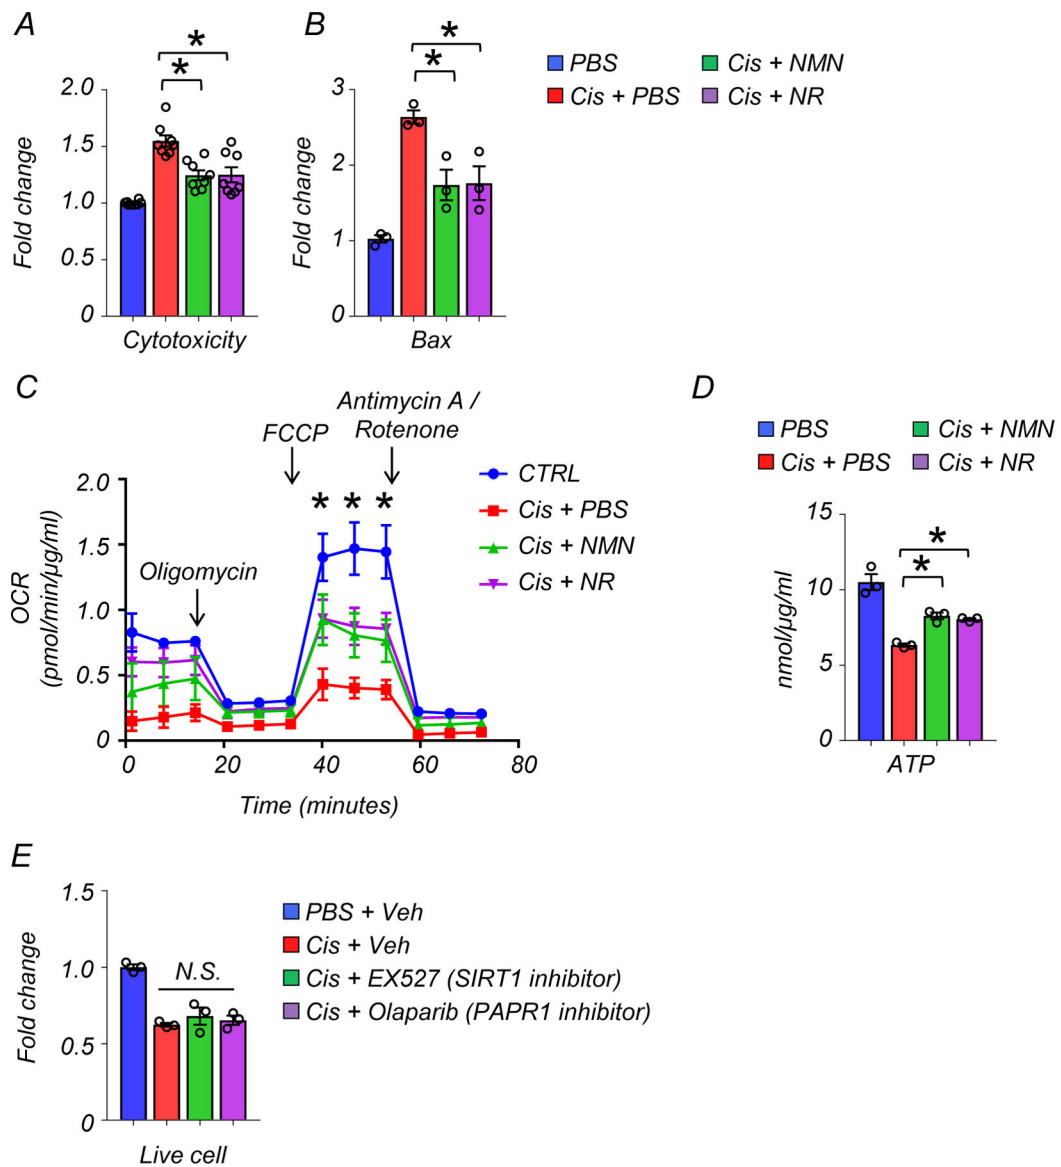 A
B
PBS
Cis + NMN
Cis + PBS
Cis + NR
*
*
*
*
2.0
1.5
1.0
0.5
0
Fold change
Cytotoxicity
3
2
1
0
Fold change
Bax
C
D
Antimycin A /
Rotenone
FCCP
Oligomycin
CTRL
Cis + PBS
Cis + NMN
Cis + NR
* * *
2.0
1.5
1.0
0.5
0
OCR
(pmol/min/µg/ml)
0 20 40 60 80
Time (minutes)
PBS
Cis + NMN
Cis + PBS
Cis + NR
*
*
15
10
5
0
nmol/µg/ml
ATP
E
1.5
1.0
0.5
0
Fold change
N.S.
Live cell
PBS + Veh
Cis + Veh
Cis + EX527 (SIRT1 inhibitor)
Cis + Olaparib (PAPR1 inhibitor)